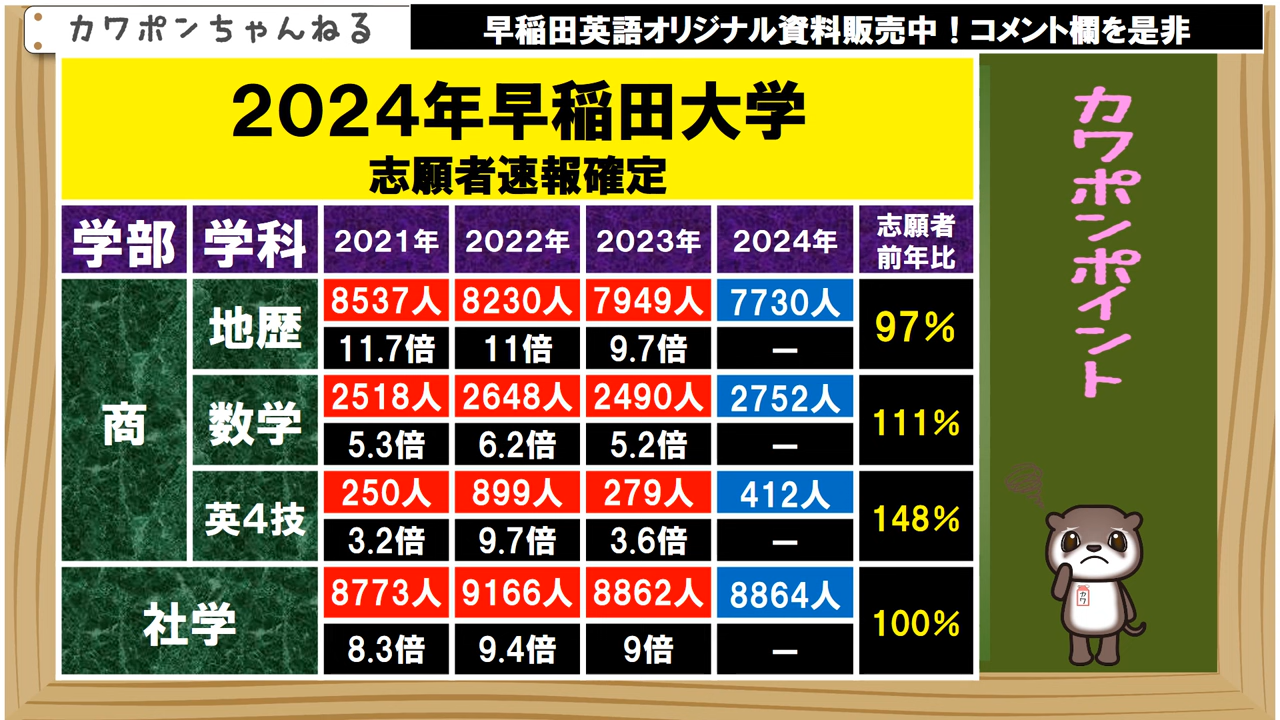 カワポンちゃんねる
早稲田英語オリジナル資料販売中！コメント欄を是非
2024年早稲田大学
志願者速報確定
学部 学科 2021年 2022年 2023年 2024年 志願者前年比
商 地歴 8537人 8230人 7949人 7730人 97%
11.7倍 11倍 9.7倍 ー
数学 2518人 2648人 2490人 2752人 111%
5.3倍 6.2倍 5.2倍 ー
英4技 250人 899人 279人 412人 148%
3.2倍 9.7倍 3.6倍 ー
社学 8773人 9166人 8862人 8864人 100%
8.3倍 9.4倍 9倍 ー
カワポンポイント
カワ